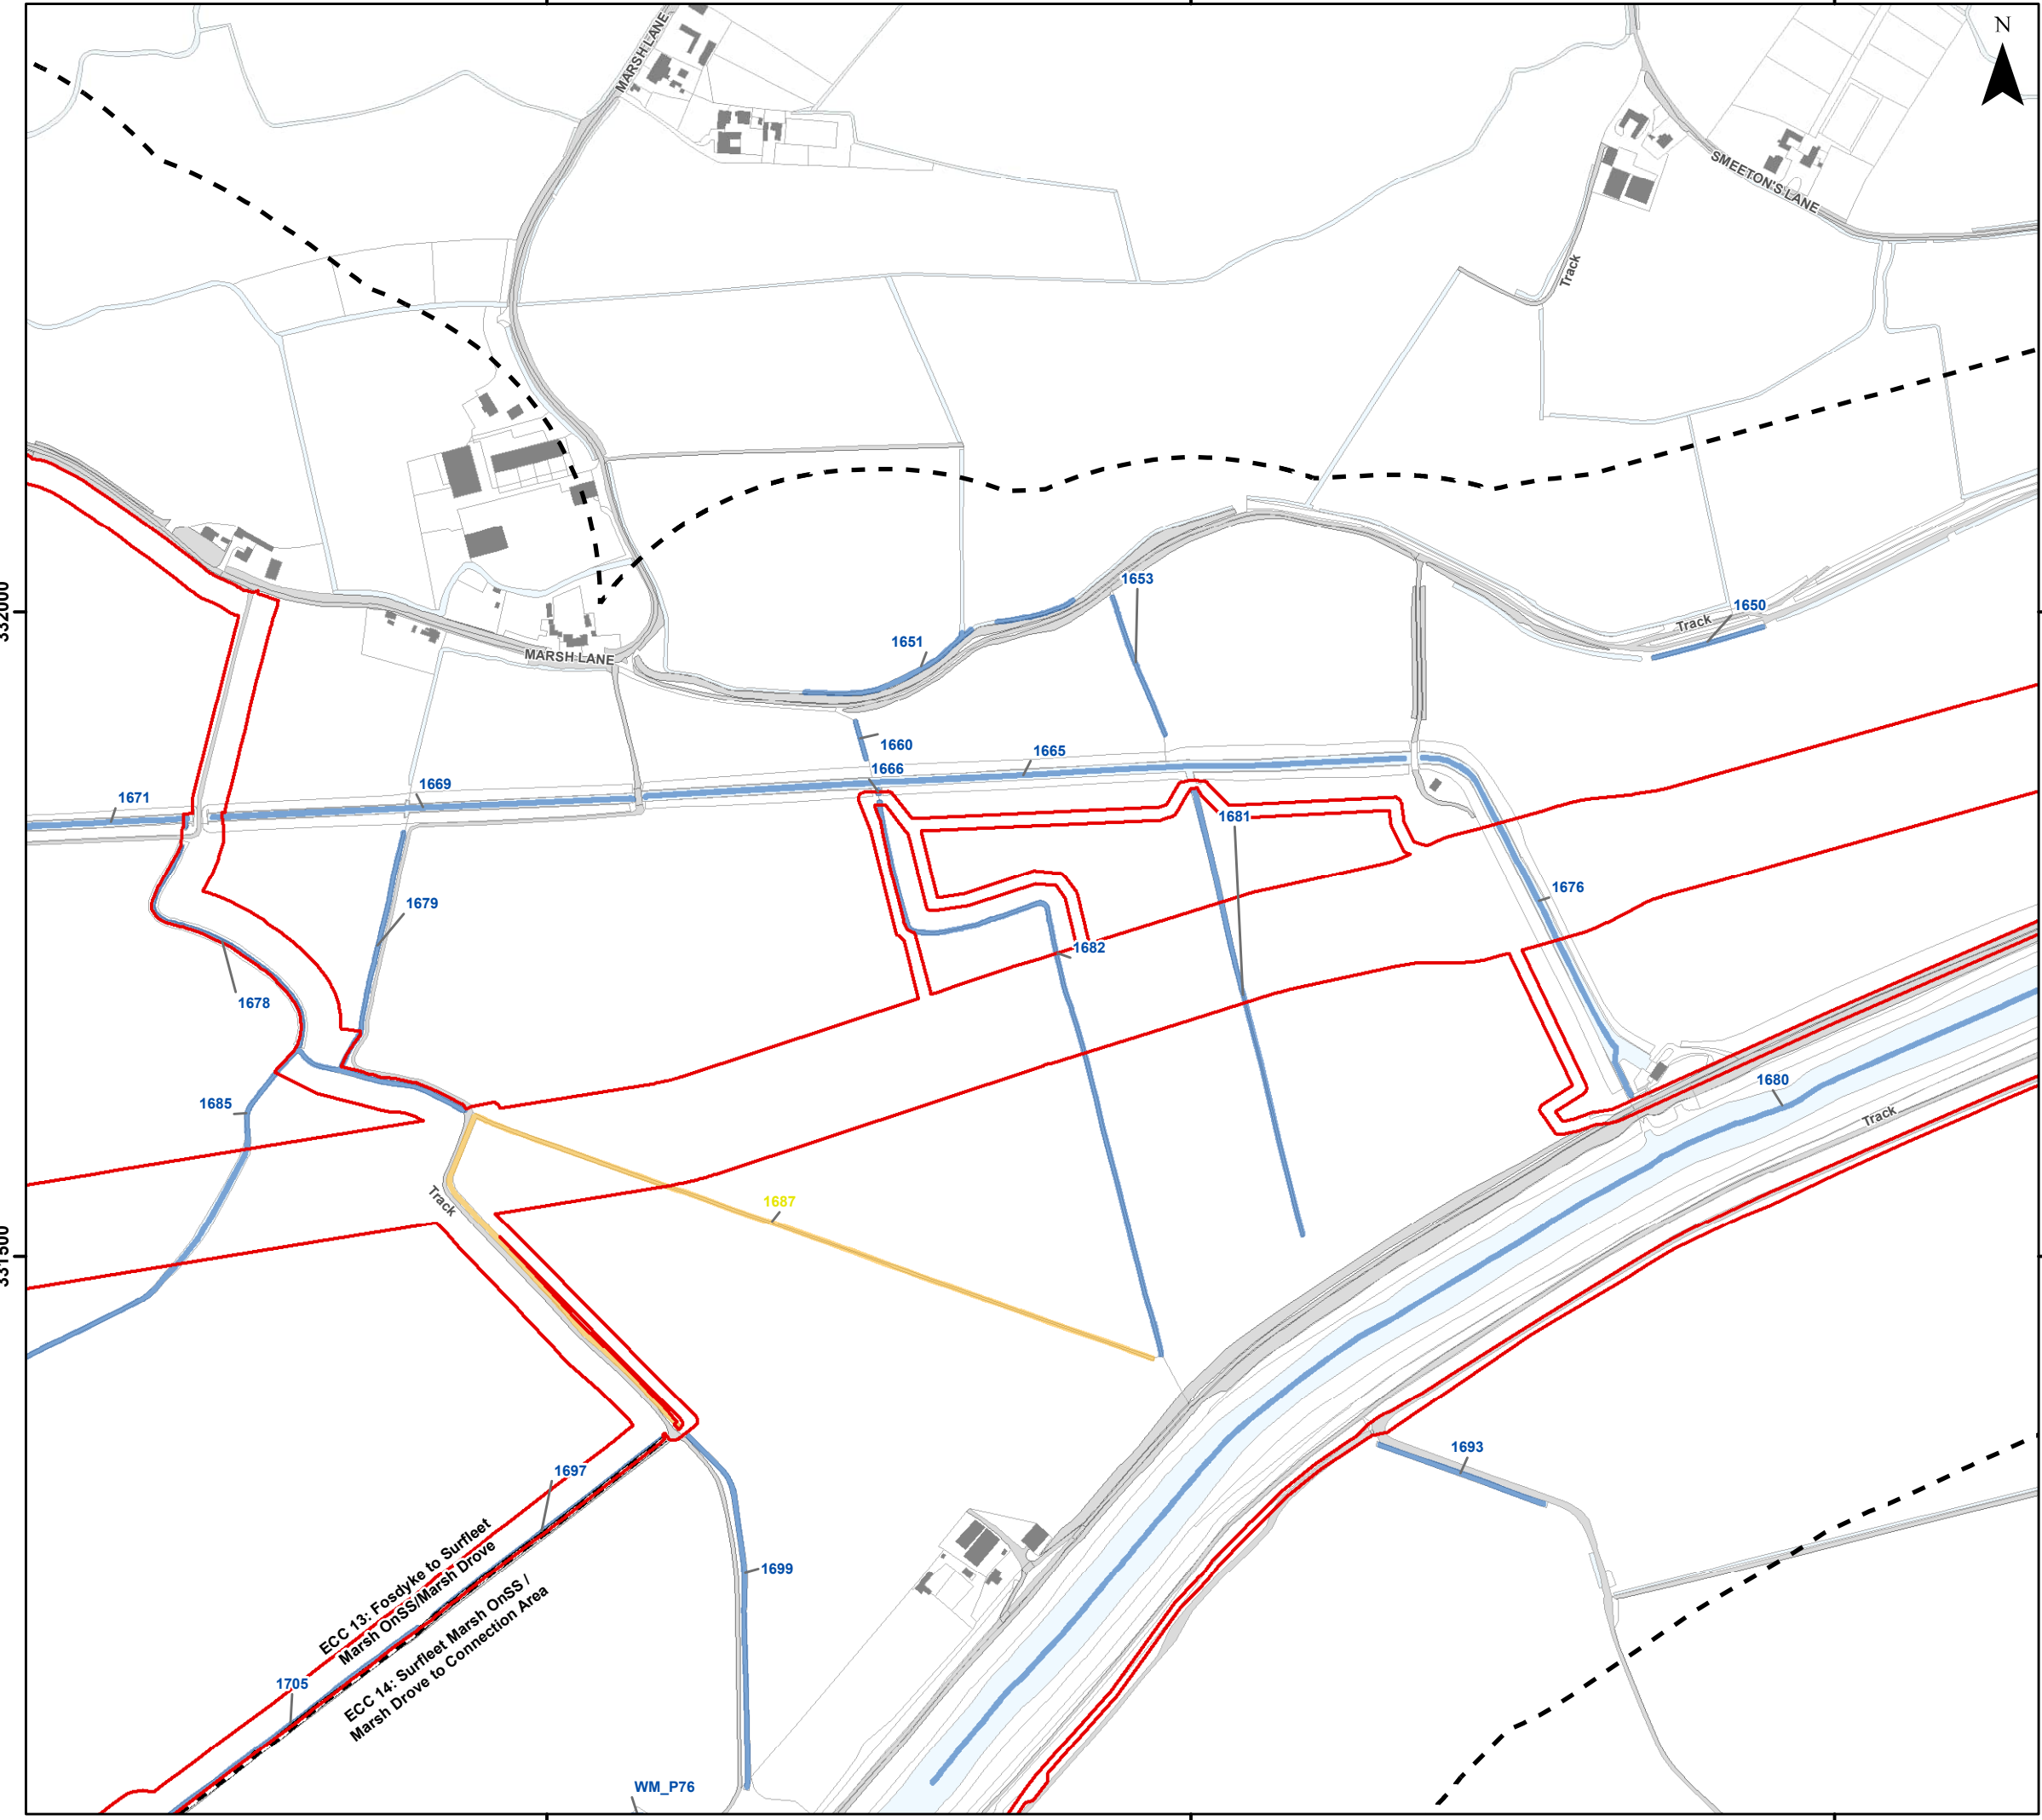 N
MARSH LANE
SMEETON'S LANE
Track
1653
332000
1650
Track
1651
MARSH LANE
1660
1665
1666
1669
1671
1681
1676
1679
1682
1678
1680
1685
Track
Track
1687
331500
1693
1697
ECC 13: Fosdyke to Surfleet
Marsh OnSS/Marsh Drove
ECC 14: Surfleet Marsh OnSS /
Marsh Drove to Connection Area
1699
1705
WM_P76